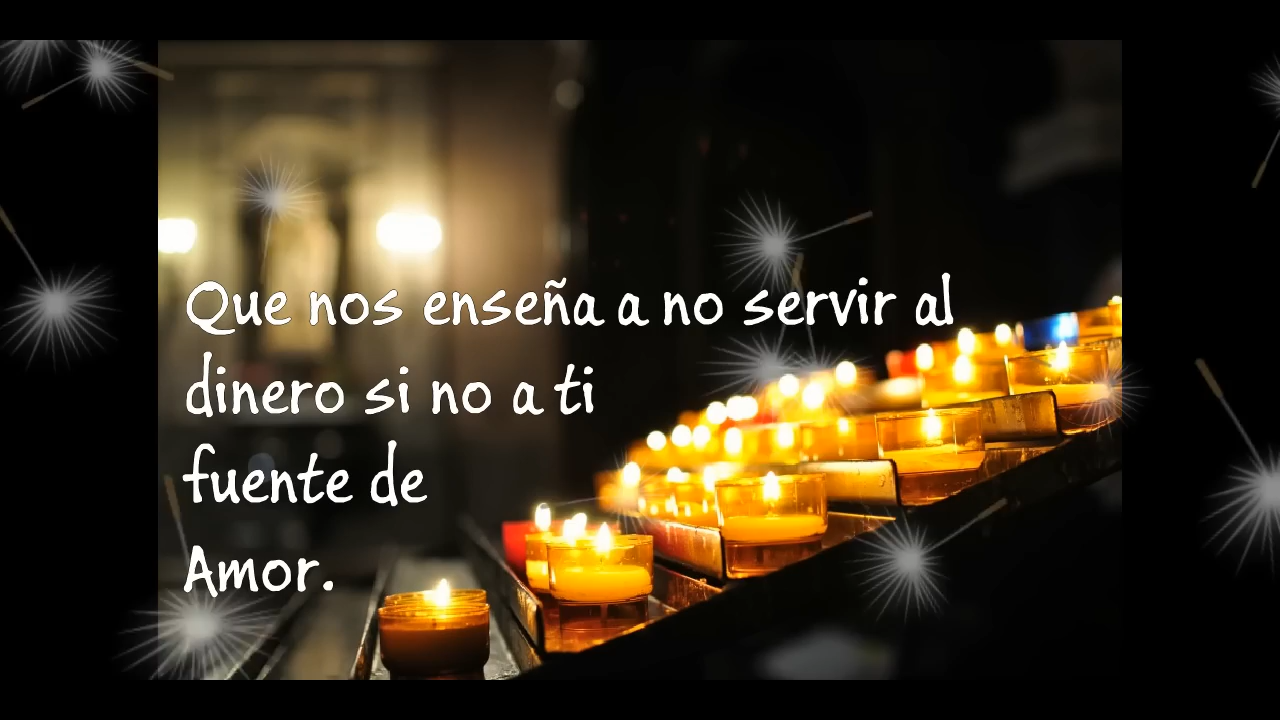 Que nos enseña a no servir al
dinero si no a ti
fuente de
Amor.